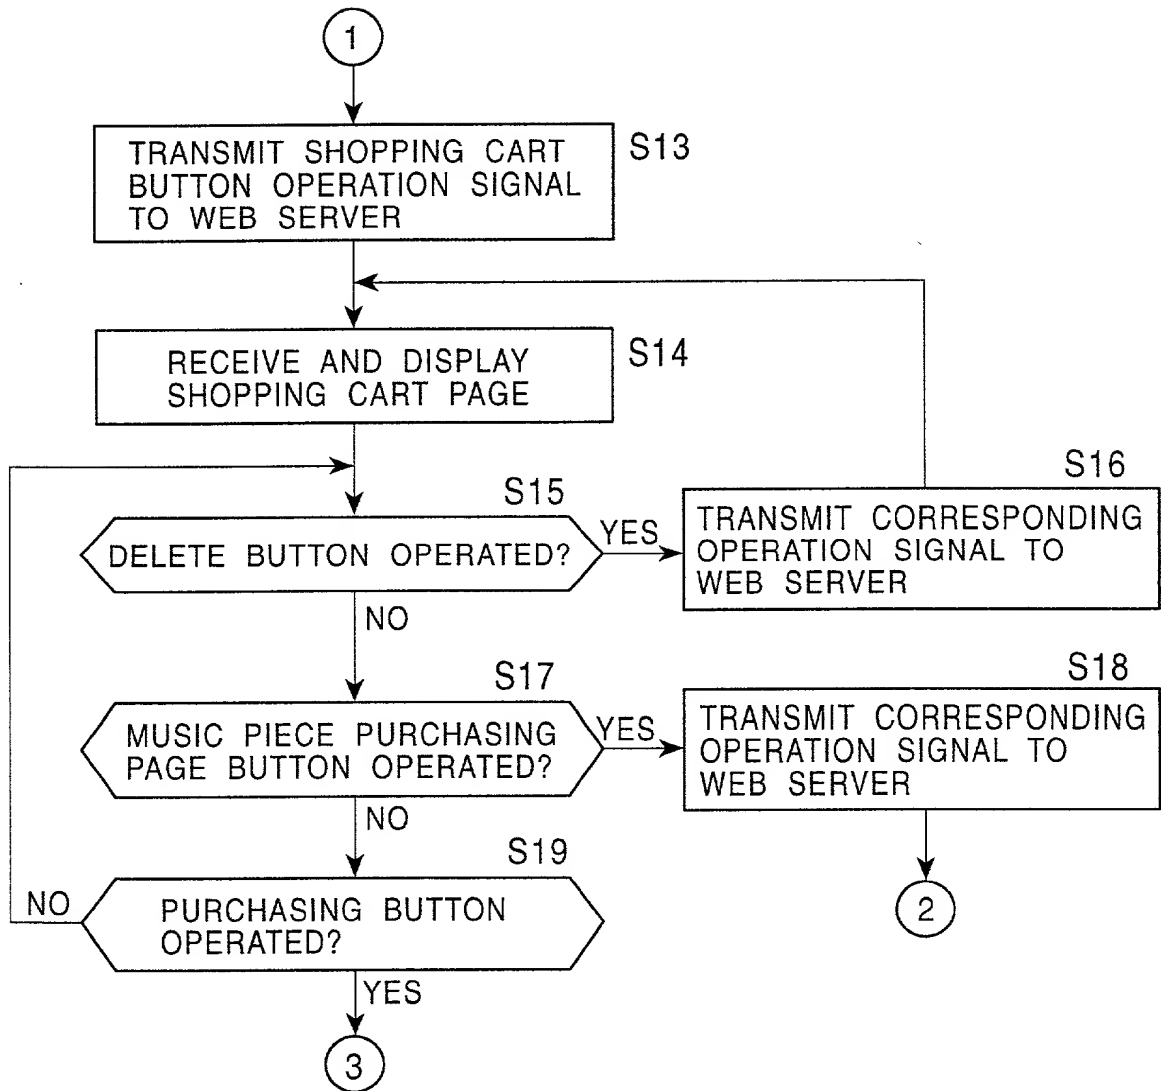 1
TRANSMIT SHOPPING CART
BUTTON OPERATION SIGNAL
TO WEB SERVER
S13
RECEIVE AND DISPLAY
SHOPPING CART PAGE
S14
S15
DELETE BUTTON OPERATED?
YES
NO
S16
TRANSMIT CORRESPONDING
OPERATION SIGNAL TO
WEB SERVER
S17
MUSIC PIECE PURCHASING
PAGE BUTTON OPERATED?
YES
NO
S18
TRANSMIT CORRESPONDING
OPERATION SIGNAL TO
WEB SERVER
2
S19
NO
PURCHASING BUTTON
OPERATED?
YES
3